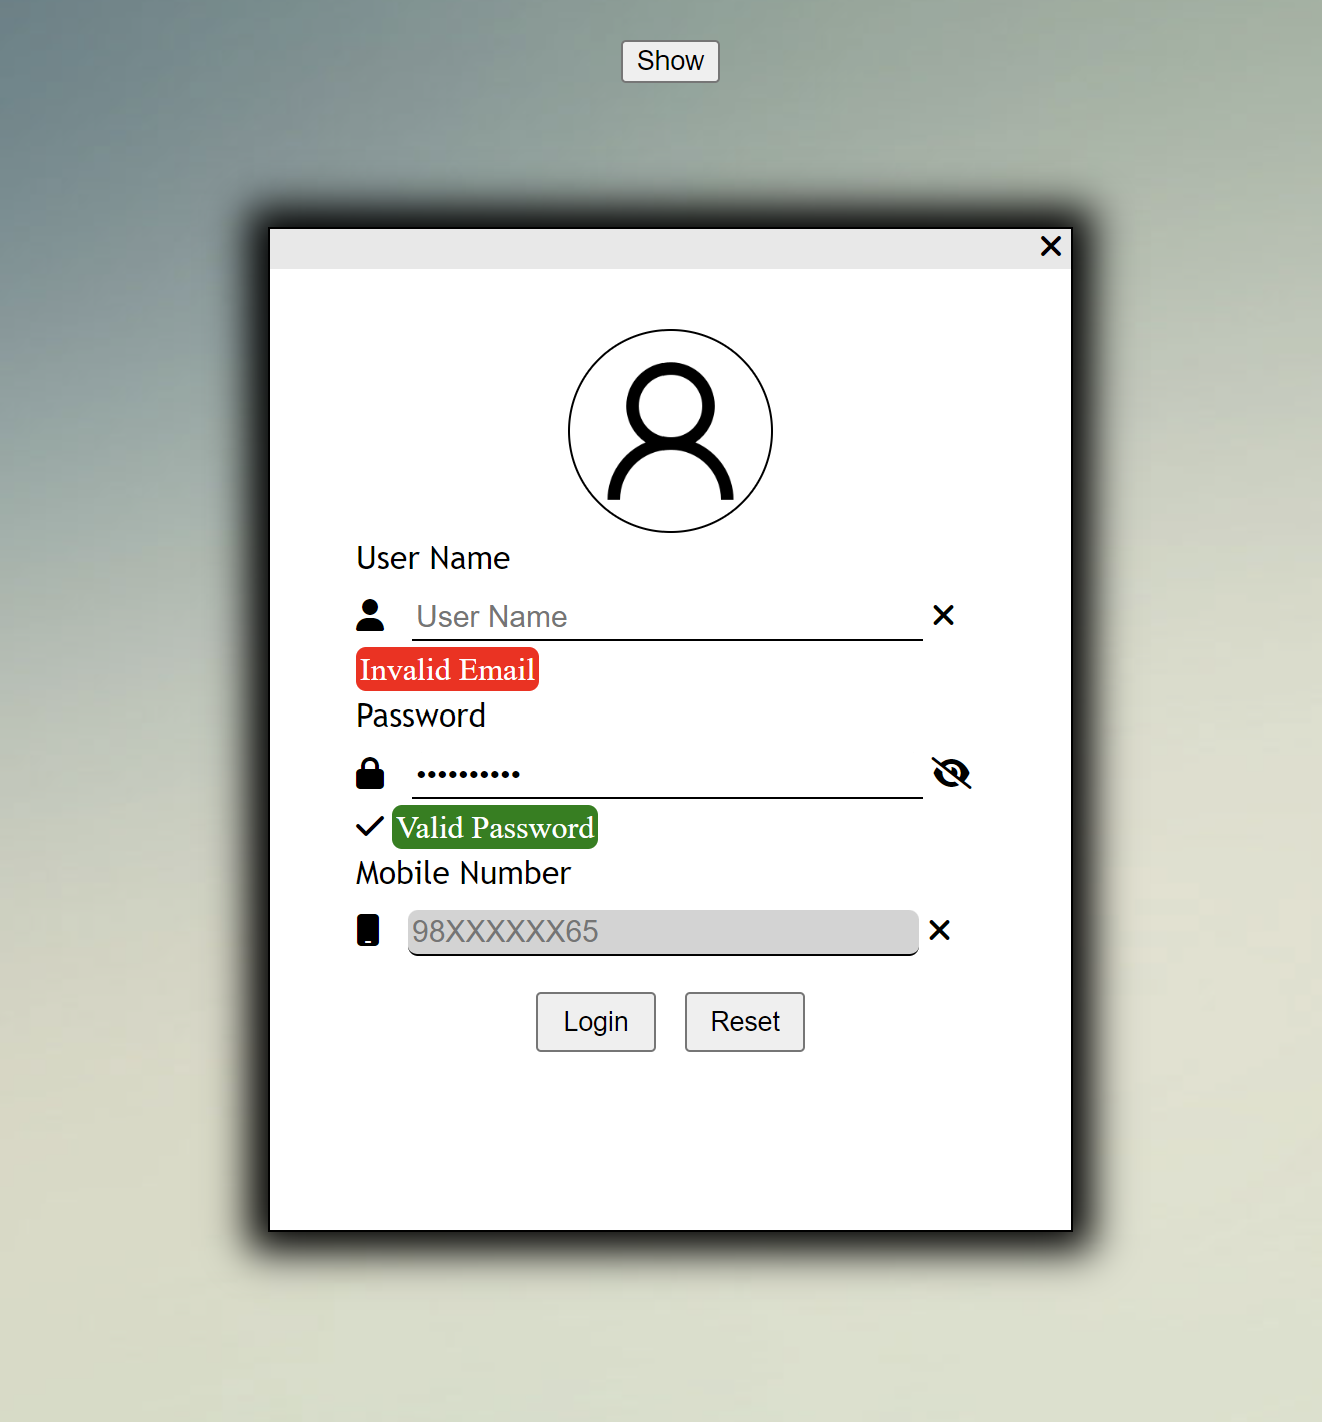 Show
User Name
User Name
Invalid Email
Password
••••••••••
Valid Password
Mobile Number
98XXXXXX65
Login Reset